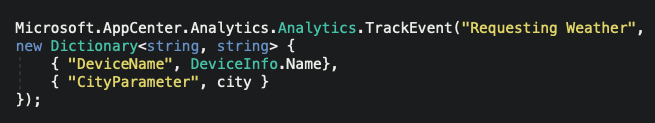 Microsoft.AppCenter.Analytics.Analytics.TrackEvent("Requesting Weather",
new Dictionary<string, string> {
    { "DeviceName", DeviceInfo.Name},
    { "CityParameter", city }
});